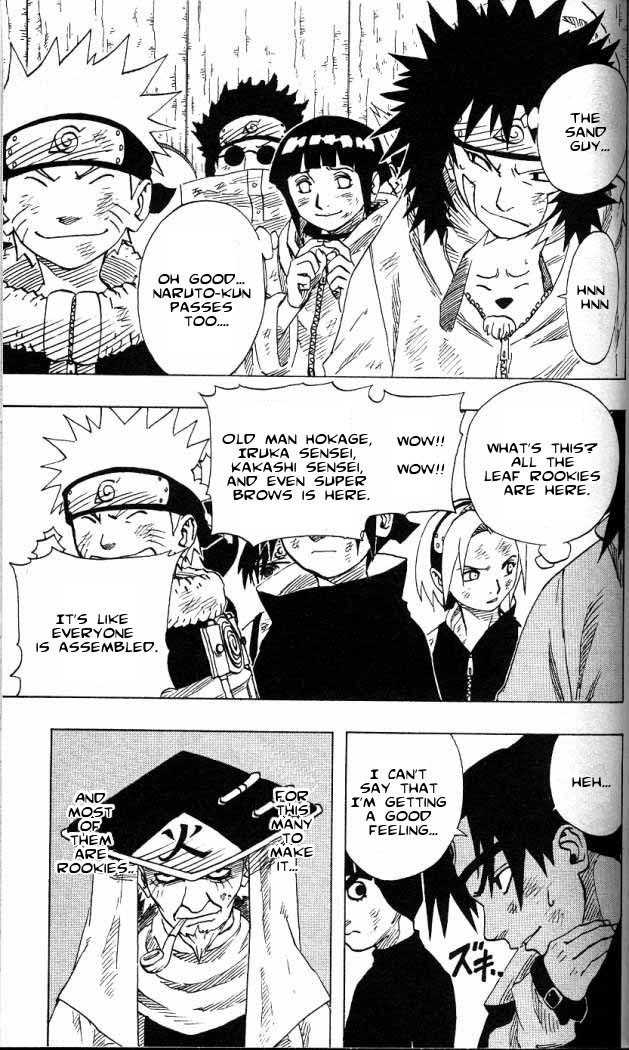 THE
SAND
GUY...
HNN
HNN
OH GOOD...
NARUTO-KUN
PASSES
TOO....
WHAT'S THIS?
ALL THE
LEAF ROOKIES
ARE HERE.
WOW!!
WOW!!
OLD MAN HOKAGE,
IRUKA SENSEI,
KAKASHI SENSEI,
AND EVEN SUPER
BROWS IS HERE.
IT'S LIKE
EVERYONE
IS ASSEMBLED.
HEH...
I CAN'T
SAY THAT
I'M GETTING
A GOOD
FEELING...
ズキ..
FOR
THIS
MANY
TO
MAKE
IT...
AND
MOST
OF
THEM
ARE
ROOKIES..
火